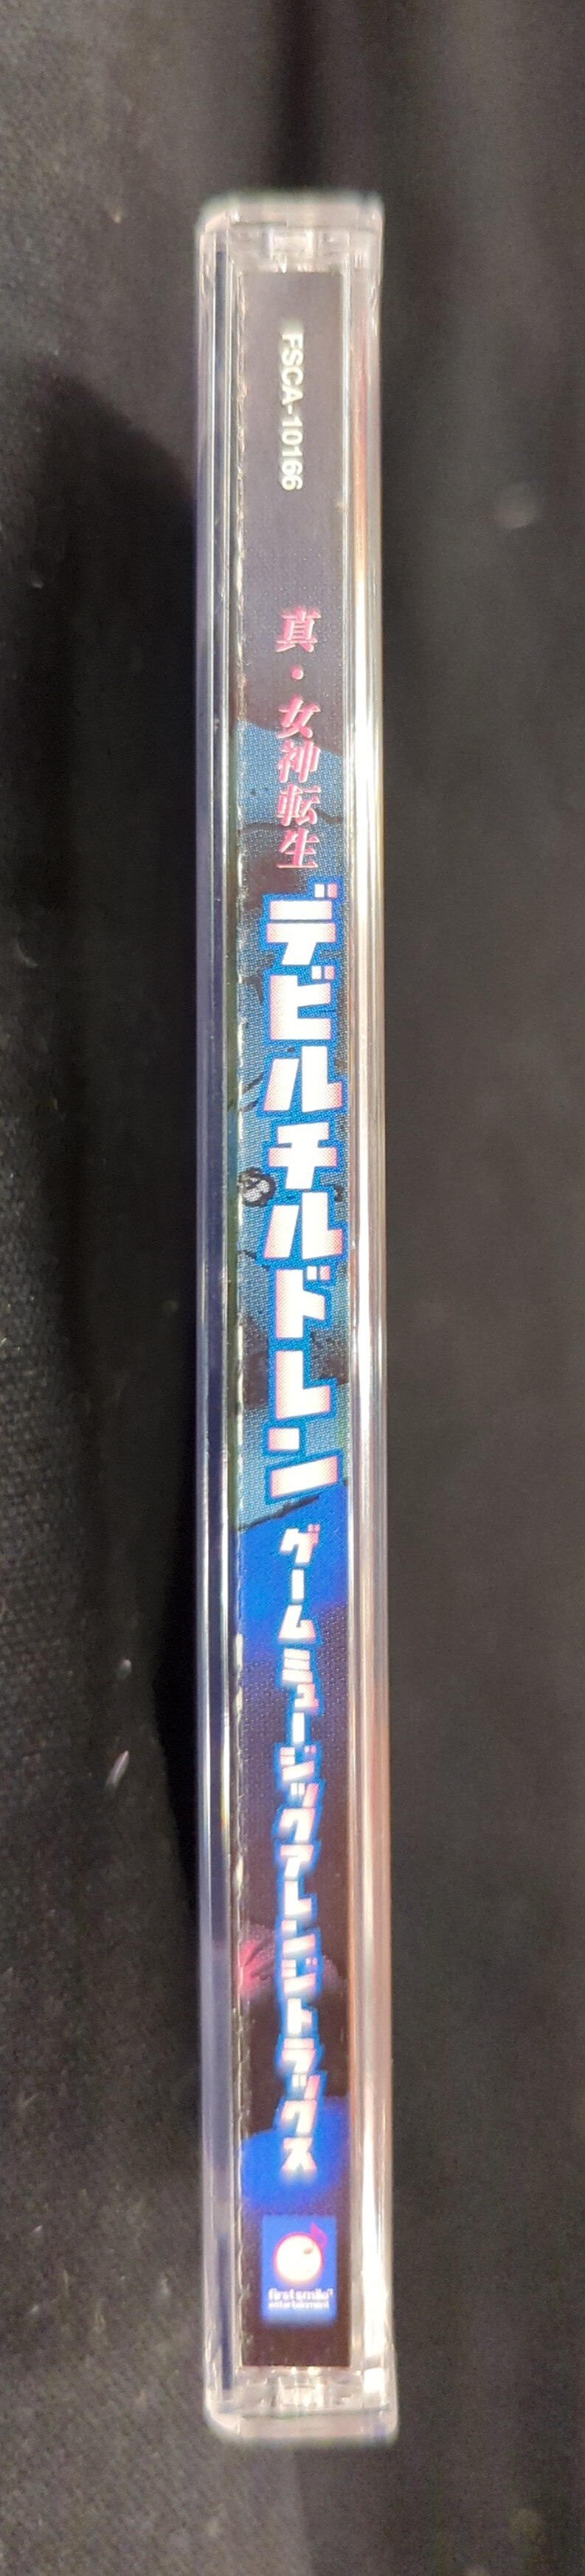 FSCA-10166
真・女神転生
デビルチルドレン
ゲームミュージックアレンジトラックス
first smile
entertainment